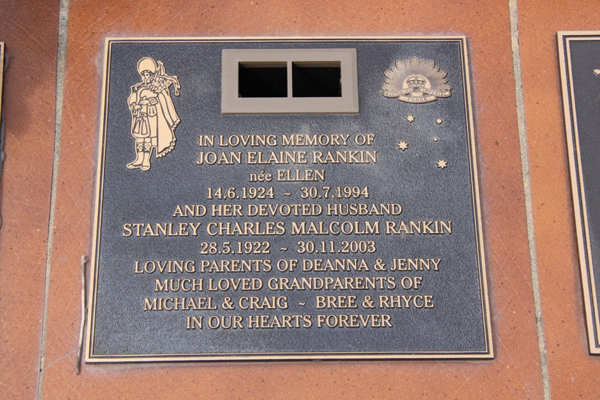 IN LOVING MEMORY OF
JOAN ELAINE RANKIN
née ELLEN
14.6.1924 ~ 30.7.1994
AND HER DEVOTED HUSBAND
STANLEY CHARLES MALCOLM RANKIN
28.5.1922 ~ 30.11.2003
LOVING PARENTS OF DEANNA & JENNY
MUCH LOVED GRANDPARENTS OF
MICHAEL & CRAIG ~ BREE & RHYCE
IN OUR HEARTS FOREVER